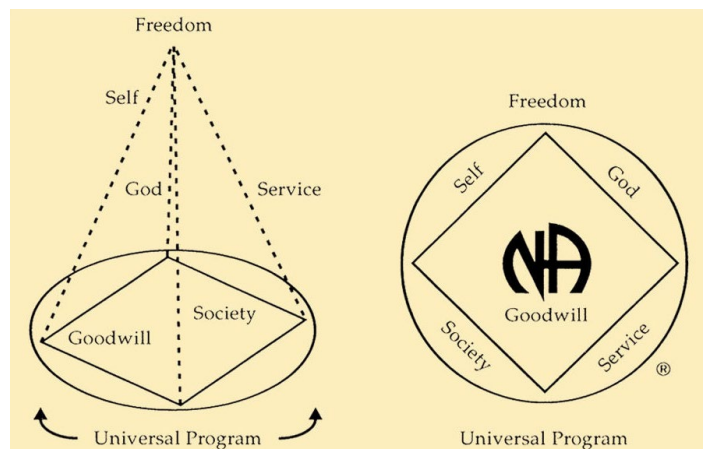 Freedom
Self
God
Service
Society
Goodwill
Universal Program
Freedom
Self
God
NA
Goodwill
Society
Service
®
Universal Program